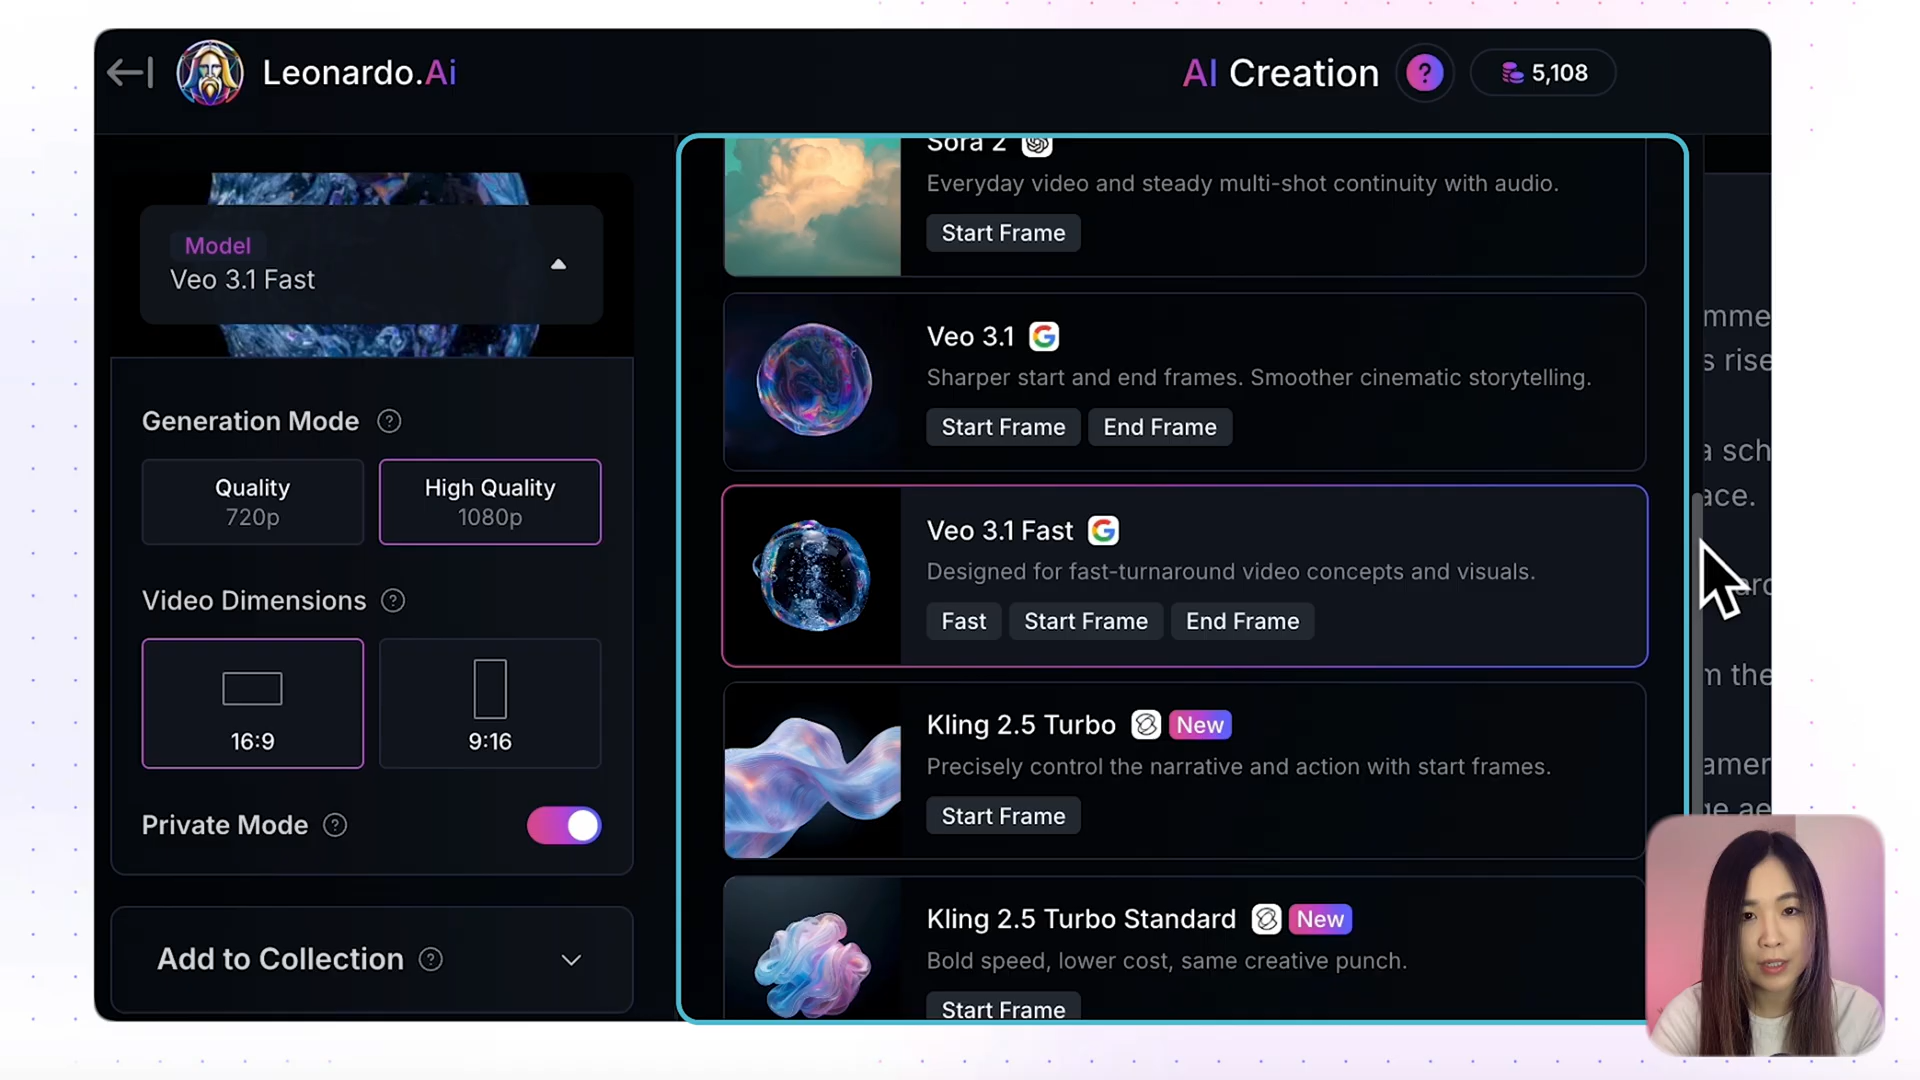 Leonardo.Ai
AI Creation
?
5,108
Model
Veo 3.1 Fast
Generation Mode ?
Quality
720p
High Quality
1080p
Video Dimensions ?
16:9
9:16
Private Mode ?
Add to Collection ?
Sora 2
Everyday video and steady multi-shot continuity with audio.
Start Frame
Veo 3.1
Sharper start and end frames. Smoother cinematic storytelling.
Start Frame End Frame
Veo 3.1 Fast
Designed for fast-turnaround video concepts and visuals.
Fast Start Frame End Frame
Kling 2.5 Turbo New
Precisely control the narrative and action with start frames.
Start Frame
Kling 2.5 Turbo Standard New
Bold speed, lower cost, same creative punch.
Start Frame